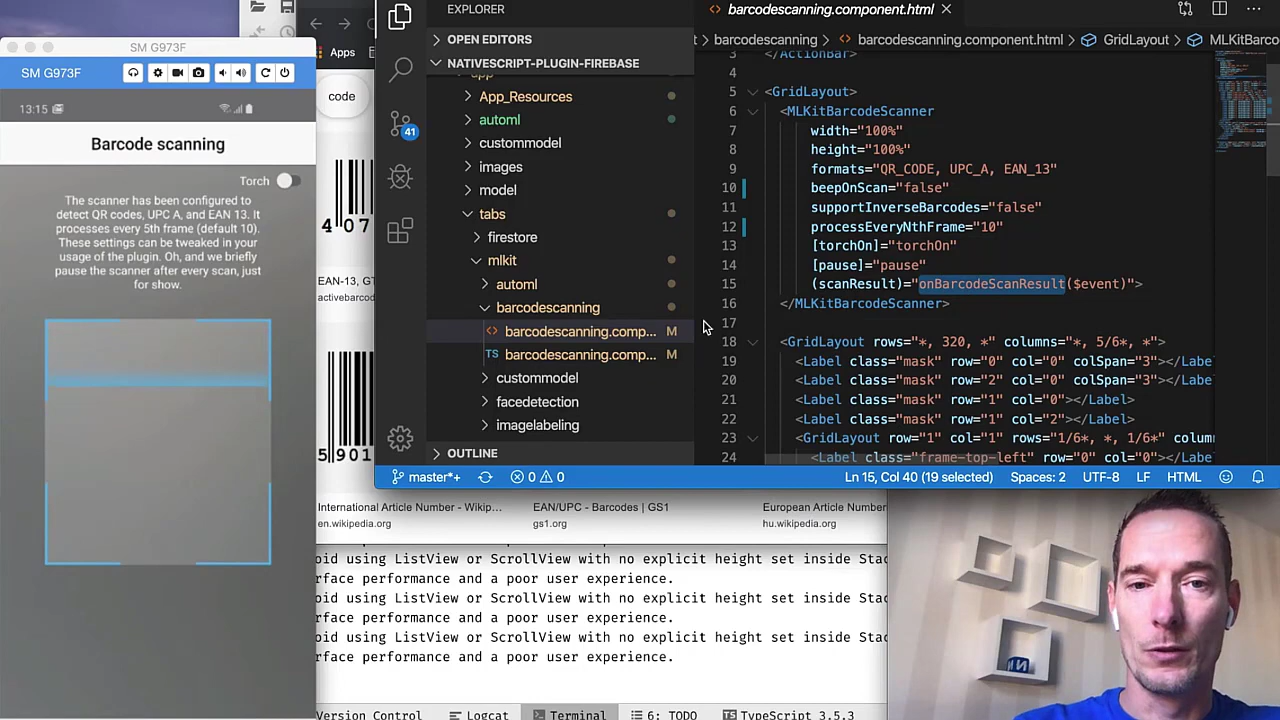 SM G973F
SM G973F
13:15
Barcode scanning
Torch
The scanner has been configured to
detect QR codes, UPC A, and EAN 13. It
processes every 5th frame (default 10).
These settings can be tweaked in your
usage of the plugin. Oh, and we briefly
pause the scanner after every scan, just
for show.
Apps
code
4 07
EAN-13, GT
activebarcod
5 901
International Article Number - Wikip...
en.wikipedia.org
EAN/UPC - Barcodes | GS1
gs1.org
European Article Number
hu.wikipedia.org
EXPLORER
OPEN EDITORS
NATIVESCRIPT-PLUGIN-FIREBASE
App_Resources
automl
custommodel
images
model
tabs
firestore
mlkit
automl
barcodescanning
<> barcodescanning.comp... M
TS barcodescanning.comp... M
custommodel
facedetection
imagelabeling
OUTLINE
41
<> barcodescanning.component.html
barcodescanning > <> barcodescanning.component.html > GridLayout > MLKitBarco
3 </ActionBar>
4
5 <GridLayout>
6 <MLKitBarcodeScanner
7 width="100%"
8 height="100%"
9 formats="QR_CODE, UPC_A, EAN_13"
10 beepOnScan="false"
11 supportInverseBarcodes="false"
12 processEveryNthFrame="10"
13 [torchOn]="torchOn"
14 [pause]="pause"
15 (scanResult)="onBarcodeScanResult($event)">
16 </MLKitBarcodeScanner>
17
18 <GridLayout rows="*, 320, *" columns="*, 5/6*, *">
19 <Label class="mask" row="0" col="0" colSpan="3"></Labe
20 <Label class="mask" row="2" col="0" colSpan="3"></Labe
21 <Label class="mask" row="1" col="0"></Label>
22 <Label class="mask" row="1" col="2"></Label>
23 <GridLayout row="1" col="1" rows="1/6*, *, 1/6*" colum
24 <Label class="frame-top-left" row="0" col="0"></Label>
master*+ 0 0 Ln 15, Col 40 (19 selected) Spaces: 2 UTF-8 LF HTML
oid using ListView or ScrollView with no explicit height set inside Stac
rface performance and a poor user experience.
oid using ListView or ScrollView with no explicit height set inside Stac
rface performance and a poor user experience.
oid using ListView or ScrollView with no explicit height set inside Stac
rface performance and a poor user experience.
Version Control Logcat Terminal 6: TODO TypeScript 3.5.3